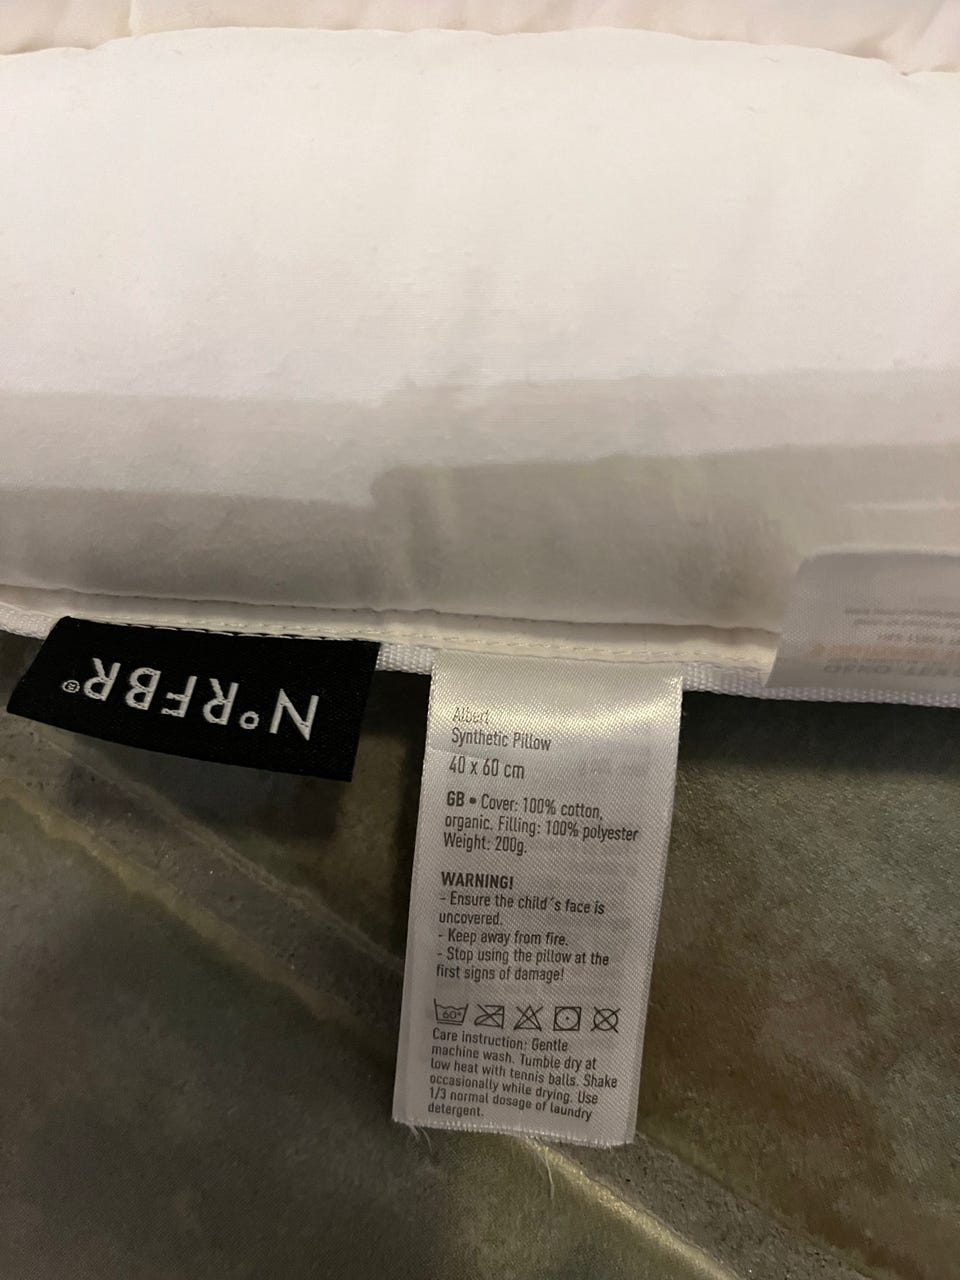 N°RFBR®
Albert
Synthetic Pillow
40 x 60 cm
GB • Cover: 100% cotton,
organic. Filling: 100% polyester
Weight: 200g.
WARNING!
- Ensure the child´s face is
uncovered.
- Keep away from fire.
- Stop using the pillow at the
first signs of damage!
60°
Care instruction: Gentle
machine wash. Tumble dry at
low heat with tennis balls. Shake
occasionally while drying. Use
1/3 normal dosage of laundry
detergent.